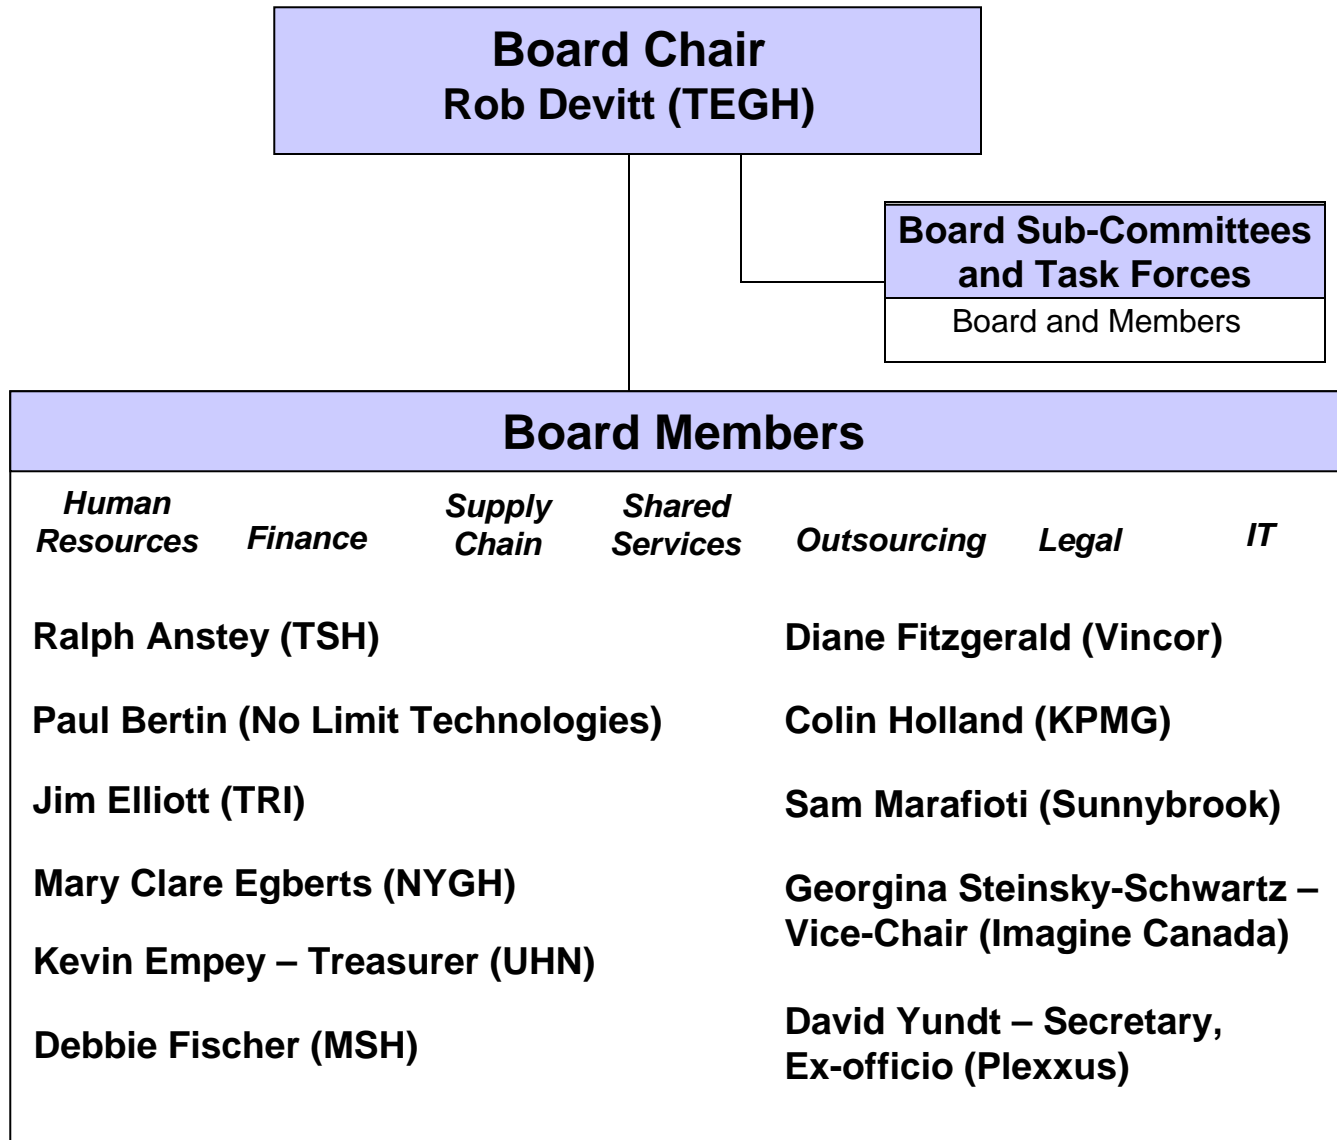 Board Chair
Rob Devitt (TEGH)
Board Sub-Committees
and Task Forces
Board and Members
Board Members
Human
Resources
Finance
Supply
Chain
Shared
Services
Outsourcing
Legal
IT
Ralph Anstey (TSH)
Paul Bertin (No Limit Technologies)
Jim Elliott (TRI)
Mary Clare Egberts (NYGH)
Kevin Empey – Treasurer (UHN)
Debbie Fischer (MSH)
Diane Fitzgerald (Vincor)
Colin Holland (KPMG)
Sam Marafioti (Sunnybrook)
Georgina Steinsky-Schwartz –
Vice-Chair (Imagine Canada)
David Yundt – Secretary,
Ex-officio (Plexxus)